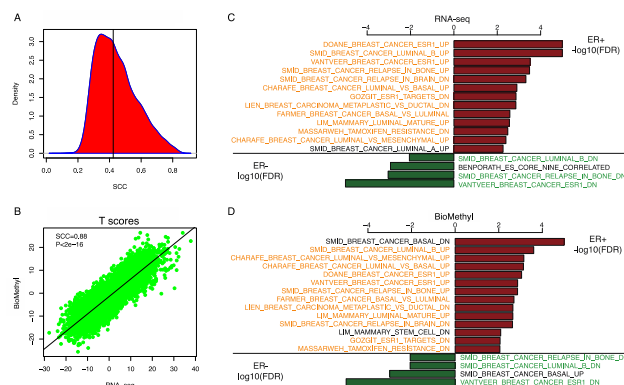 A
Density
0.0
0.5
1.0
1.5
2.0
2.5
3.0
0.0 0.2 0.4 0.6 0.8
SCC
B
T scores
SCC=0.88
P<2e-16
BioMethyl
20
10
0
-10
-20
-30 -20 -10 0 10 20 30 40
RNA-seq
C
RNA-seq
4 2 0 2 4
ER+
-log10(FDR)
DOANE_BREAST_CANCER_ESR1_UP
SMID_BREAST_CANCER_LUMINAL_B_UP
VANTVEER_BREAST_CANCER_ESR1_UP
SMID_BREAST_CANCER_RELAPSE_IN_BONE_UP
SMID_BREAST_CANCER_RELAPSE_IN_BRAIN_DN
CHARAFE_BREAST_CANCER_LUMINAL_VS_BASAL_UP
GOZGIT_ESR1_TARGETS_DN
LIEN_BREAST_CARCINOMA_METAPLASTIC_VS_DUCTAL_DN
FARMER_BREAST_CANCER_BASAL_VS_LULMINAL
LIM_MAMMARY_LUMINAL_MATURE_UP
MASSARWEH_TAMOXIFEN_RESISTANCE_DN
CHARAFE_BREAST_CANCER_LUMINAL_VS_MESENCHYMAL_UP
SMID_BREAST_CANCER_LUMINAL_A_UP
ER-
-log10(FDR)
SMID_BREAST_CANCER_LUMINAL_B_DN
BENPORATH_ES_CORE_NINE_CORRELATED
SMID_BREAST_CANCER_RELAPSE_IN_BONE_DN
VANTVEER_BREAST_CANCER_ESR1_DN
D
BioMethyl
4 2 0 2 4
ER+
-log10(FDR)
SMID_BREAST_CANCER_BASAL_DN
SMID_BREAST_CANCER_LUMINAL_B_UP
CHARAFE_BREAST_CANCER_LUMINAL_VS_MESENCHYMAL_UP
CHARAFE_BREAST_CANCER_LUMINAL_VS_BASAL_UP
DOANE_BREAST_CANCER_ESR1_UP
VANTVEER_BREAST_CANCER_ESR1_UP
SMID_BREAST_CANCER_RELAPSE_IN_BONE_UP
FARMER_BREAST_CANCER_BASAL_VS_LULMINAL
LIEN_BREAST_CARCINOMA_METAPLASTIC_VS_DUCTAL_DN
LIM_MAMMARY_LUMINAL_MATURE_UP
SMID_BREAST_CANCER_RELAPSE_IN_BRAIN_DN
LIM_MAMMARY_STEM_CELL_DN
GOZGIT_ESR1_TARGETS_DN
MASSARWEH_TAMOXIFEN_RESISTANCE_DN
ER-
-log10(FDR)
SMID_BREAST_CANCER_RELAPSE_IN_BONE_D
SMID_BREAST_CANCER_LUMINAL_B_DN
SMID_BREAST_CANCER_BASAL_UP
VANTVEER_BREAST_CANCER_ESR1_DN